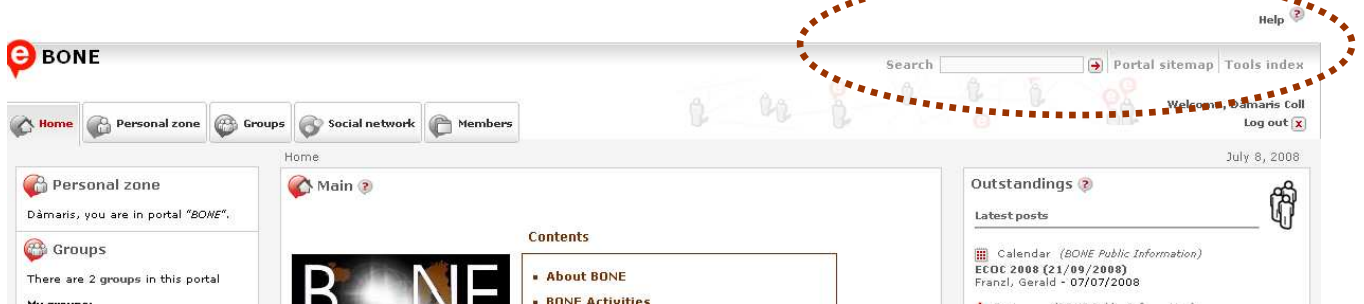 Help ?
e BONE
Search Portal sitemap Tools index
Welcome, Dàmaris Coll
Log out x
Home Personal zone Groups Social network Members
Home July 8, 2008
Personal zone
Dàmaris, you are in portal "BONE".
Groups
There are 2 groups in this portal
My groups:
Main ?
BONE
Contents
About BONE
BONE Activities
Outstandings ?
Latest posts
Calendar (BONE Public Information)
ECOC 2008 (21/09/2008)
Franzl, Gerald - 07/07/2008